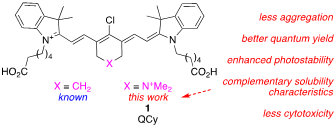 Cl
less aggregation
better quantum yield
N+
N
enhanced photostability
X
HO2C
CO2H
complementary solubility
characteristics
X = CH2
X = N+Me2
known
this work
1
QCy
less cytotoxicity
4
4